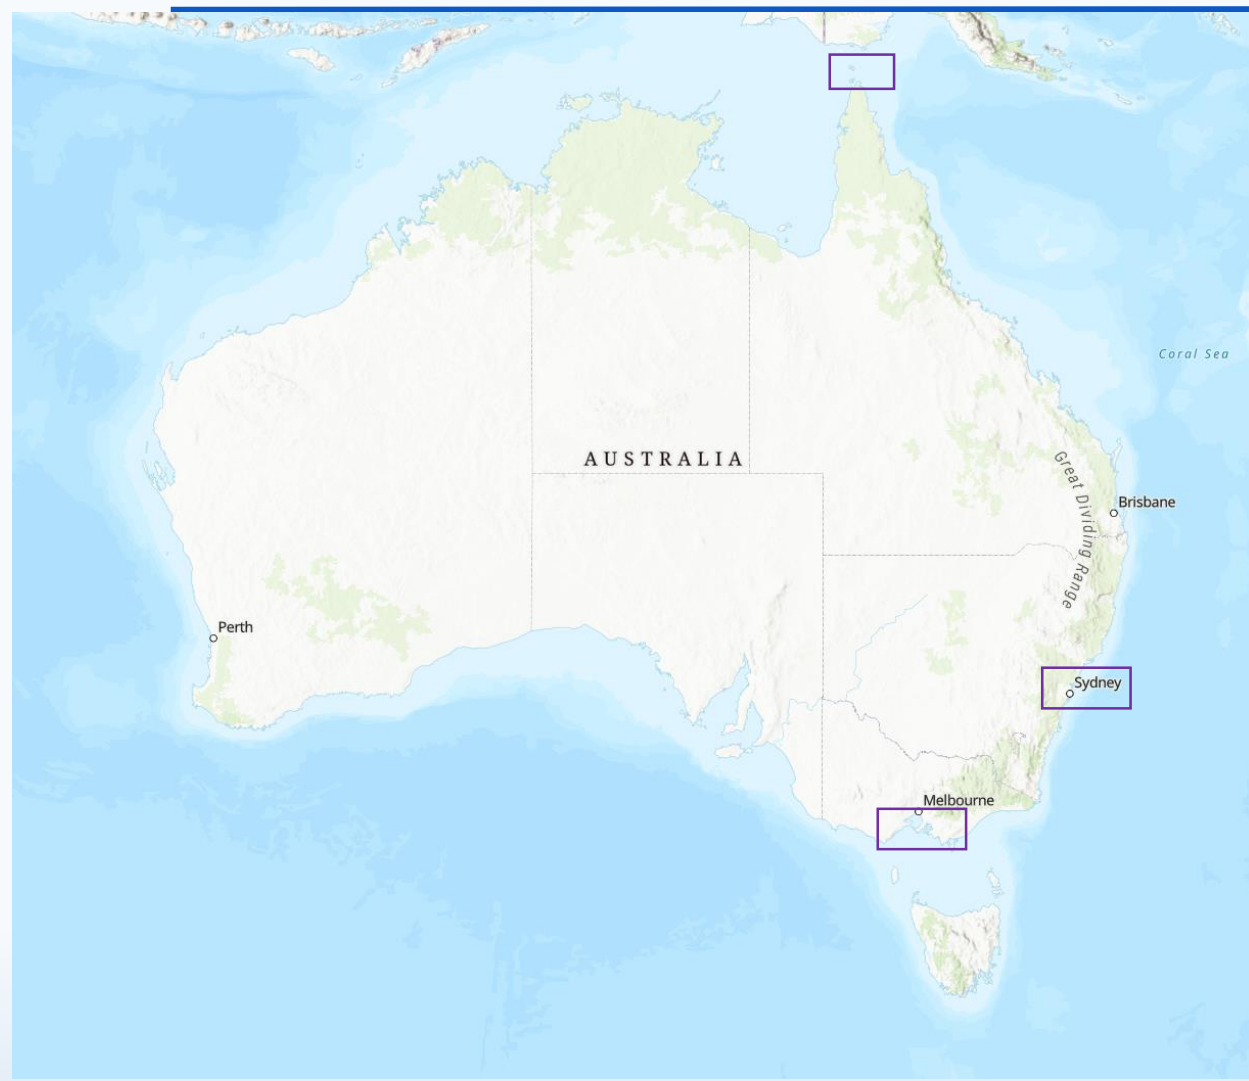 Coral Sea
AUSTRALIA
Great Dividing Range
Brisbane
Perth
Sydney
Melbourne